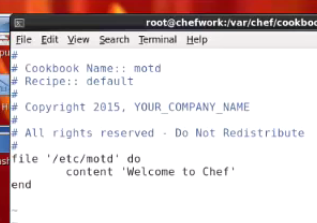 root@chefwork:/var/chef/cookbo
File Edit View Search Terminal Help
#
# Cookbook Name:: motd
# Recipe:: default
#
# Copyright 2015, YOUR_COMPANY_NAME
#
# All rights reserved - Do Not Redistribute
#
file '/etc/motd' do
        content 'Welcome to Chef'
end
~